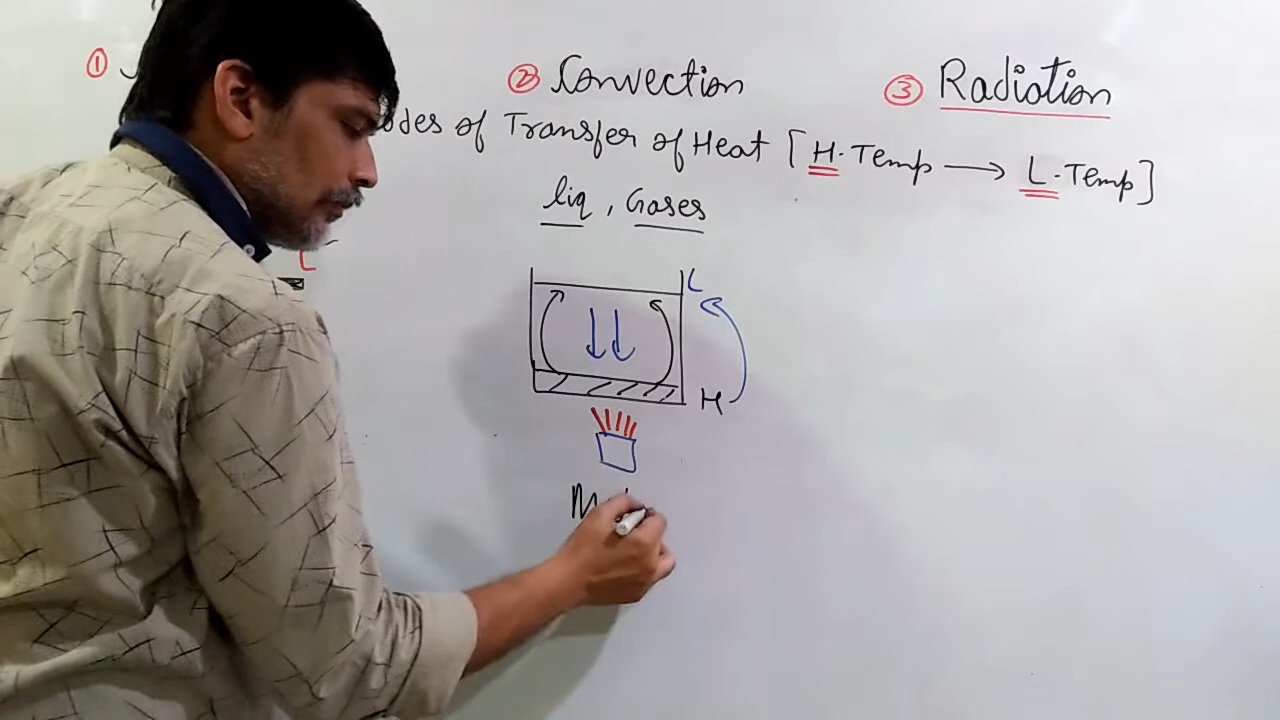 ① ② Convection ③ Radiation
odes of Transfer of Heat [H. Temp → L. Temp]
liq, Gases
L
L
H